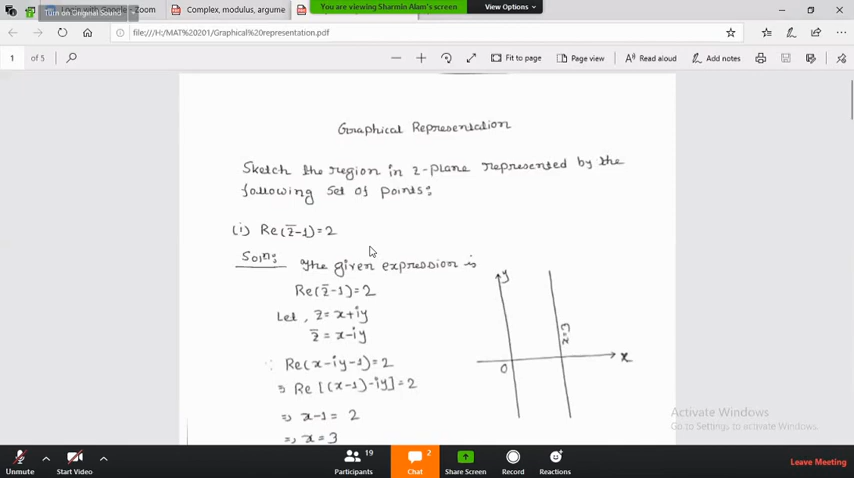 You are viewing Sharmin Alam's screen
View Options
Zoom
Complex, modulus, argume
Turn on Original Sound
file:///H:/MAT%20201/Graphical%20representation.pdf
1 of 5
Fit to page
Page view
Read aloud
Add notes
Graphical Representation
Sketch the region in z-plane represented by the
following set of points:
(i) Re(z̅-1)=2
Soln:
The given expression is
Re(z̅-1)=2
Let, z=x+iy
z̅=x-iy
∴ Re(x-iy-1)=2
⇒ Re[(x-1)-iy]=2
⇒ x-1=2
⇒ x=3
y
x=3
0
x
Activate Windows
Go to Settings to activate Windows.
Unmute
Start Video
19
Participants
2
Chat
Share Screen
Record
Reactions
Leave Meeting